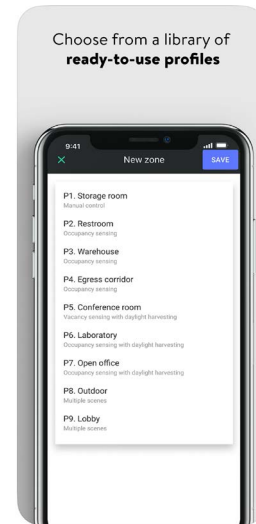 Choose from a library of
ready-to-use profiles
9:41
New zone
SAVE
P1. Storage room
Manual control
P2. Restroom
Occupancy sensing
P3. Warehouse
Occupancy sensing
P4. Egress corridor
Occupancy sensing
P5. Conference room
Vacancy sensing with daylight harvesting
P6. Laboratory
Occupancy sensing with daylight harvesting
P7. Open office
Occupancy sensing with daylight harvesting
P8. Outdoor
Multiple scenes
P9. Lobby
Multiple scenes